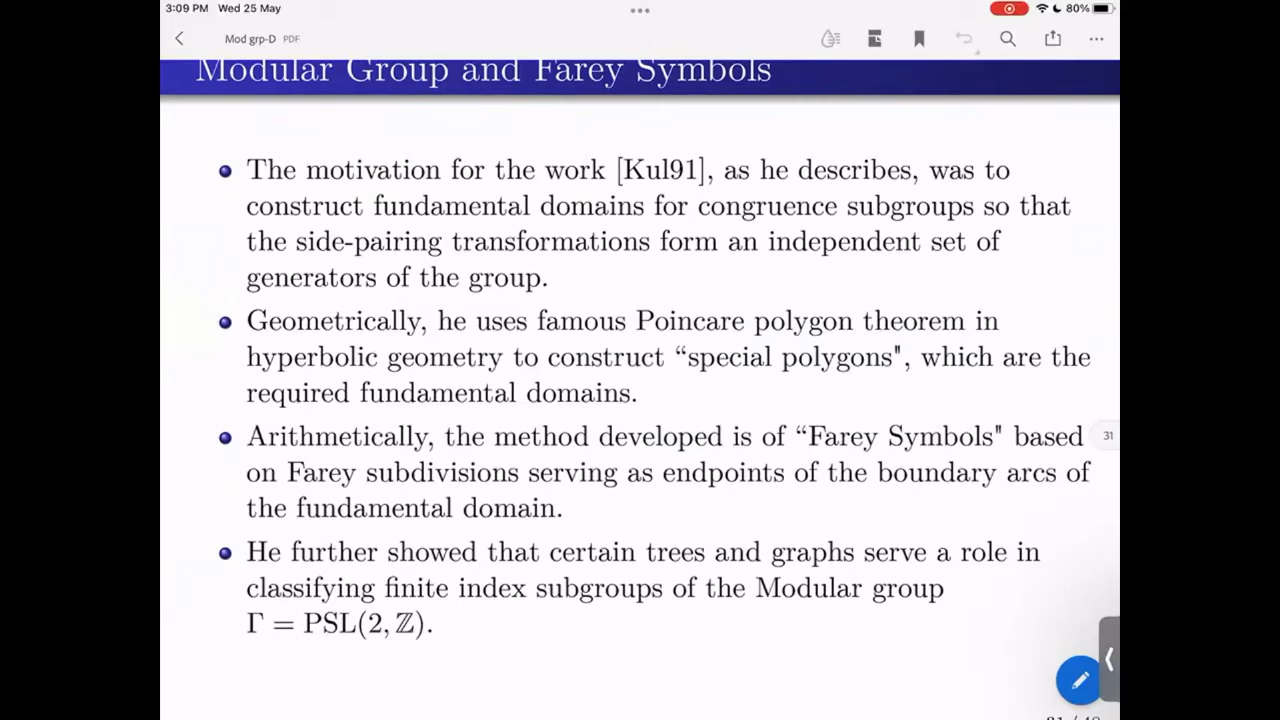 3:09 PM Wed 25 May
80%
Mod grp-D PDF
Modular Group and Farey Symbols
The motivation for the work [Kul91], as he describes, was to
construct fundamental domains for congruence subgroups so that
the side-pairing transformations form an independent set of
generators of the group.
Geometrically, he uses famous Poincare polygon theorem in
hyperbolic geometry to construct “special polygons", which are the
required fundamental domains.
Arithmetically, the method developed is of “Farey Symbols" based
31
on Farey subdivisions serving as endpoints of the boundary arcs of
the fundamental domain.
He further showed that certain trees and graphs serve a role in
classifying finite index subgroups of the Modular group
Γ = PSL(2, ℤ).